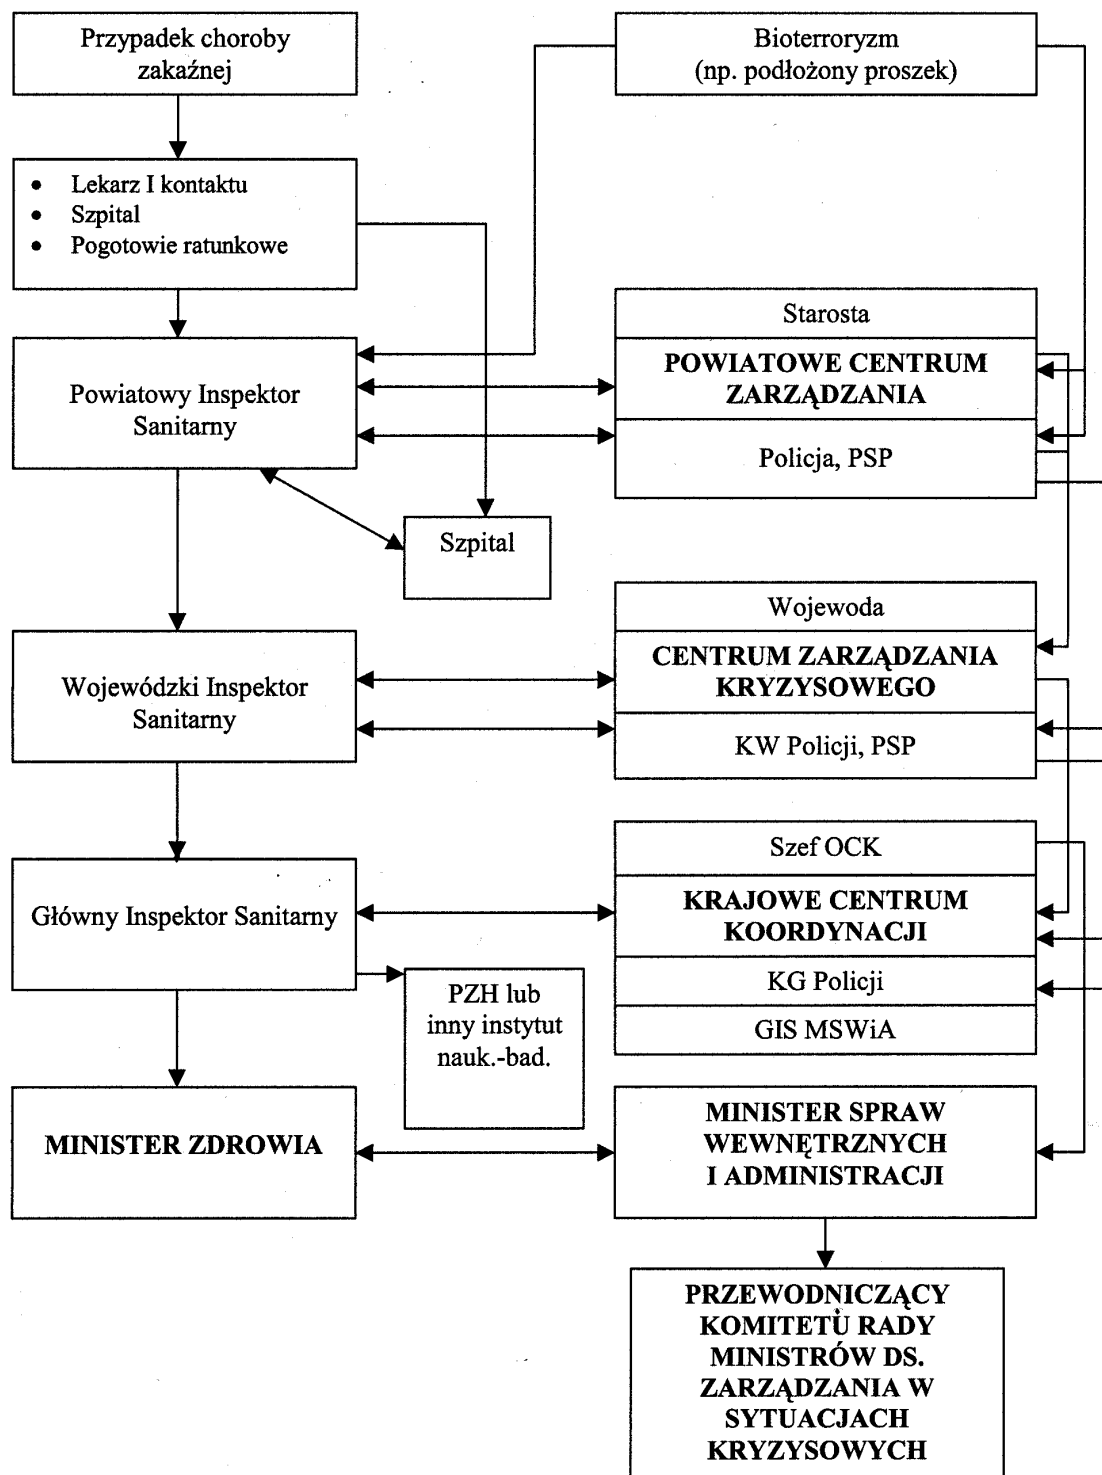 Przypadek choroby
zakaźnej
Bioterroryzm
(np. podłożony proszek)
• Lekarz I kontaktu
• Szpital
• Pogotowie ratunkowe
Starosta
POWIATOWE CENTRUM
ZARZĄDZANIA
Policja, PSP
Powiatowy Inspektor
Sanitarny
Szpital
Wojewoda
CENTRUM ZARZĄDZANIA
KRYZYSOWEGO
KW Policji, PSP
Wojewódzki Inspektor
Sanitarny
Szef OCK
KRAJOWE CENTRUM
KOORDYNACJI
KG Policji
GIS MSWiA
Główny Inspektor Sanitarny
PZH lub
inny instytut
nauk.-bad.
MINISTER ZDROWIA
MINISTER SPRAW
WEWNĘTRZNYCH
I ADMINISTRACJI
PRZEWODNICZĄCY
KOMITETU RADY
MINISTRÓW DS.
ZARZĄDZANIA W
SYTUACJACH
KRYZYSOWYCH